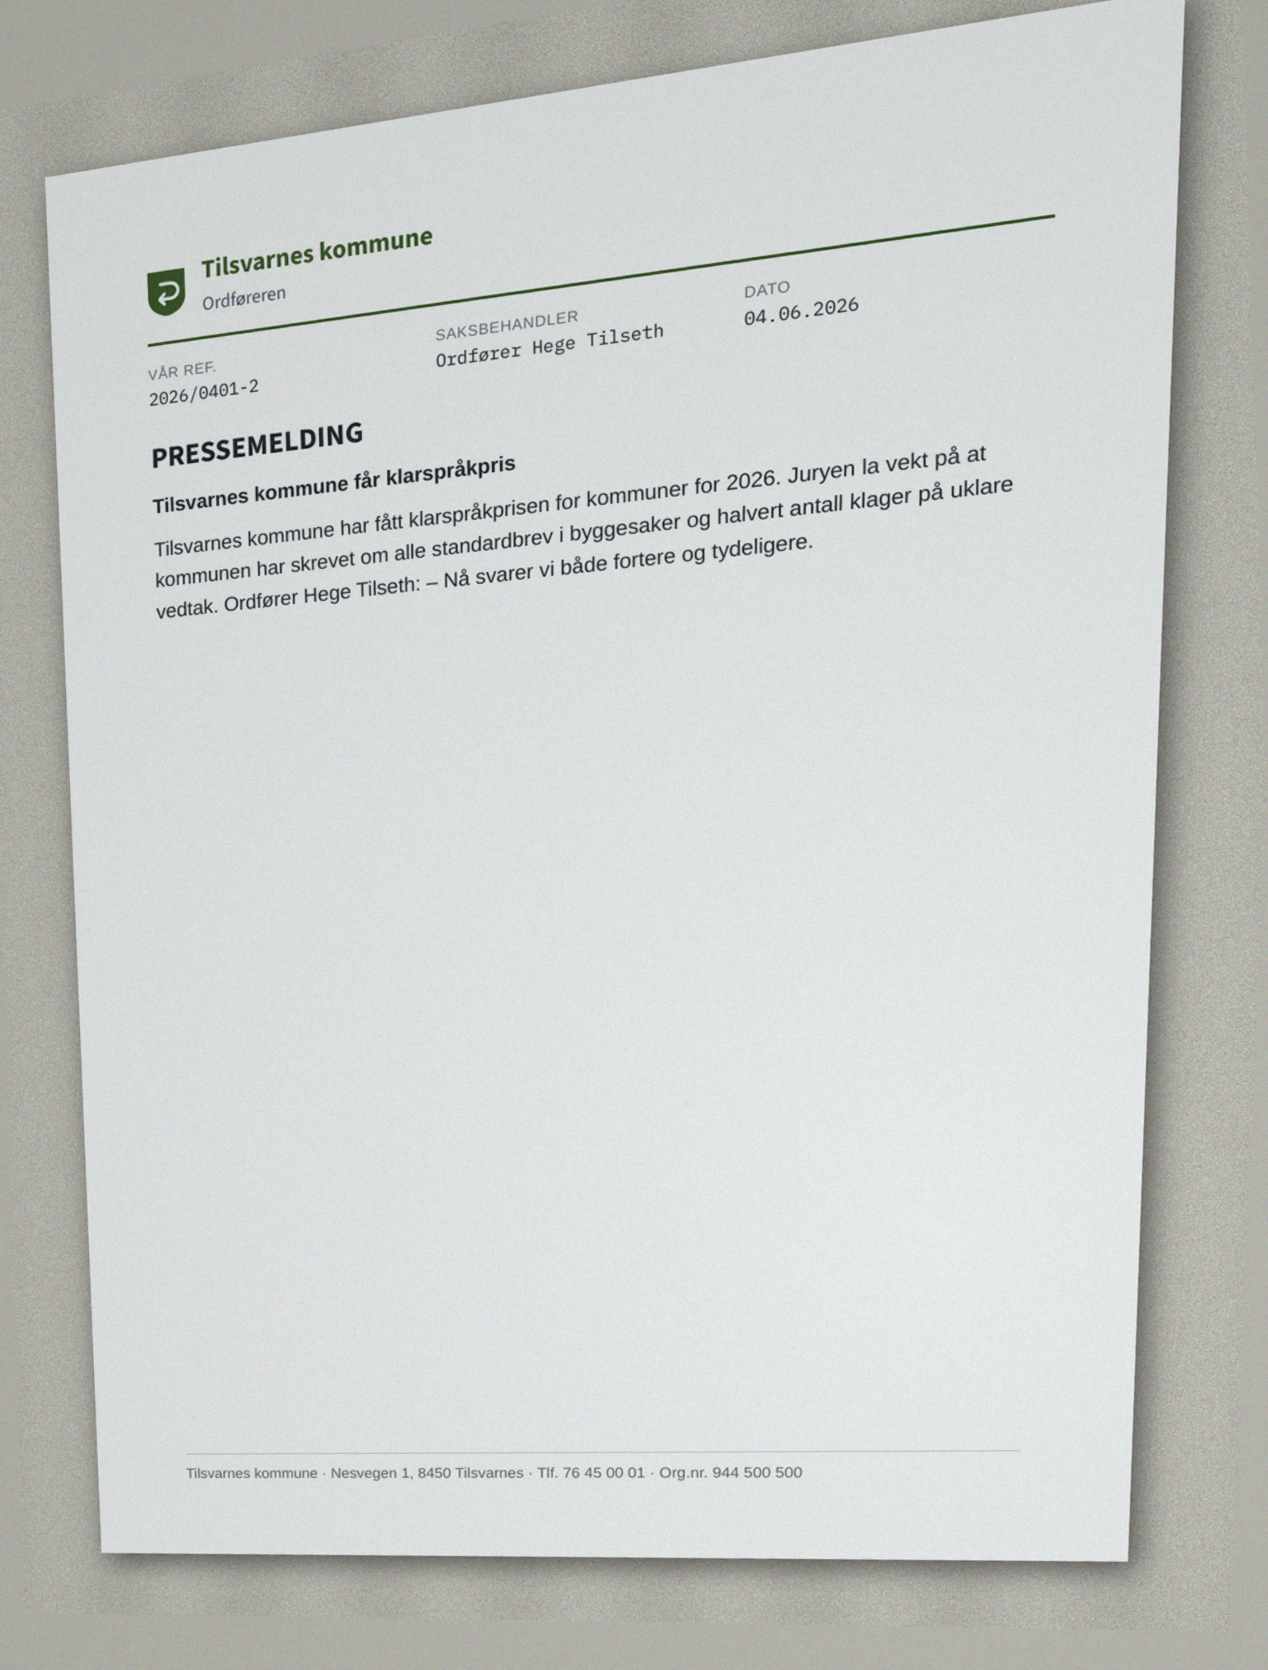 Tilsvarnes kommune
Ordføreren
VÅR REF.
2026/0401-2
SAKSBEHANDLER
Ordfører Hege Tilseth
DATO
04.06.2026
PRESSEMELDING
Tilsvarnes kommune får klarspråkpris
Tilsvarnes kommune har fått klarspråkprisen for kommuner for 2026. Juryen la vekt på at
kommunen har skrevet om alle standardbrev i byggesaker og halvert antall klager på uklare
vedtak. Ordfører Hege Tilseth: – Nå svarer vi både fortere og tydeligere.
Tilsvarnes kommune · Nesvegen 1, 8450 Tilsvarnes · Tlf. 76 45 00 01 · Org.nr. 944 500 500